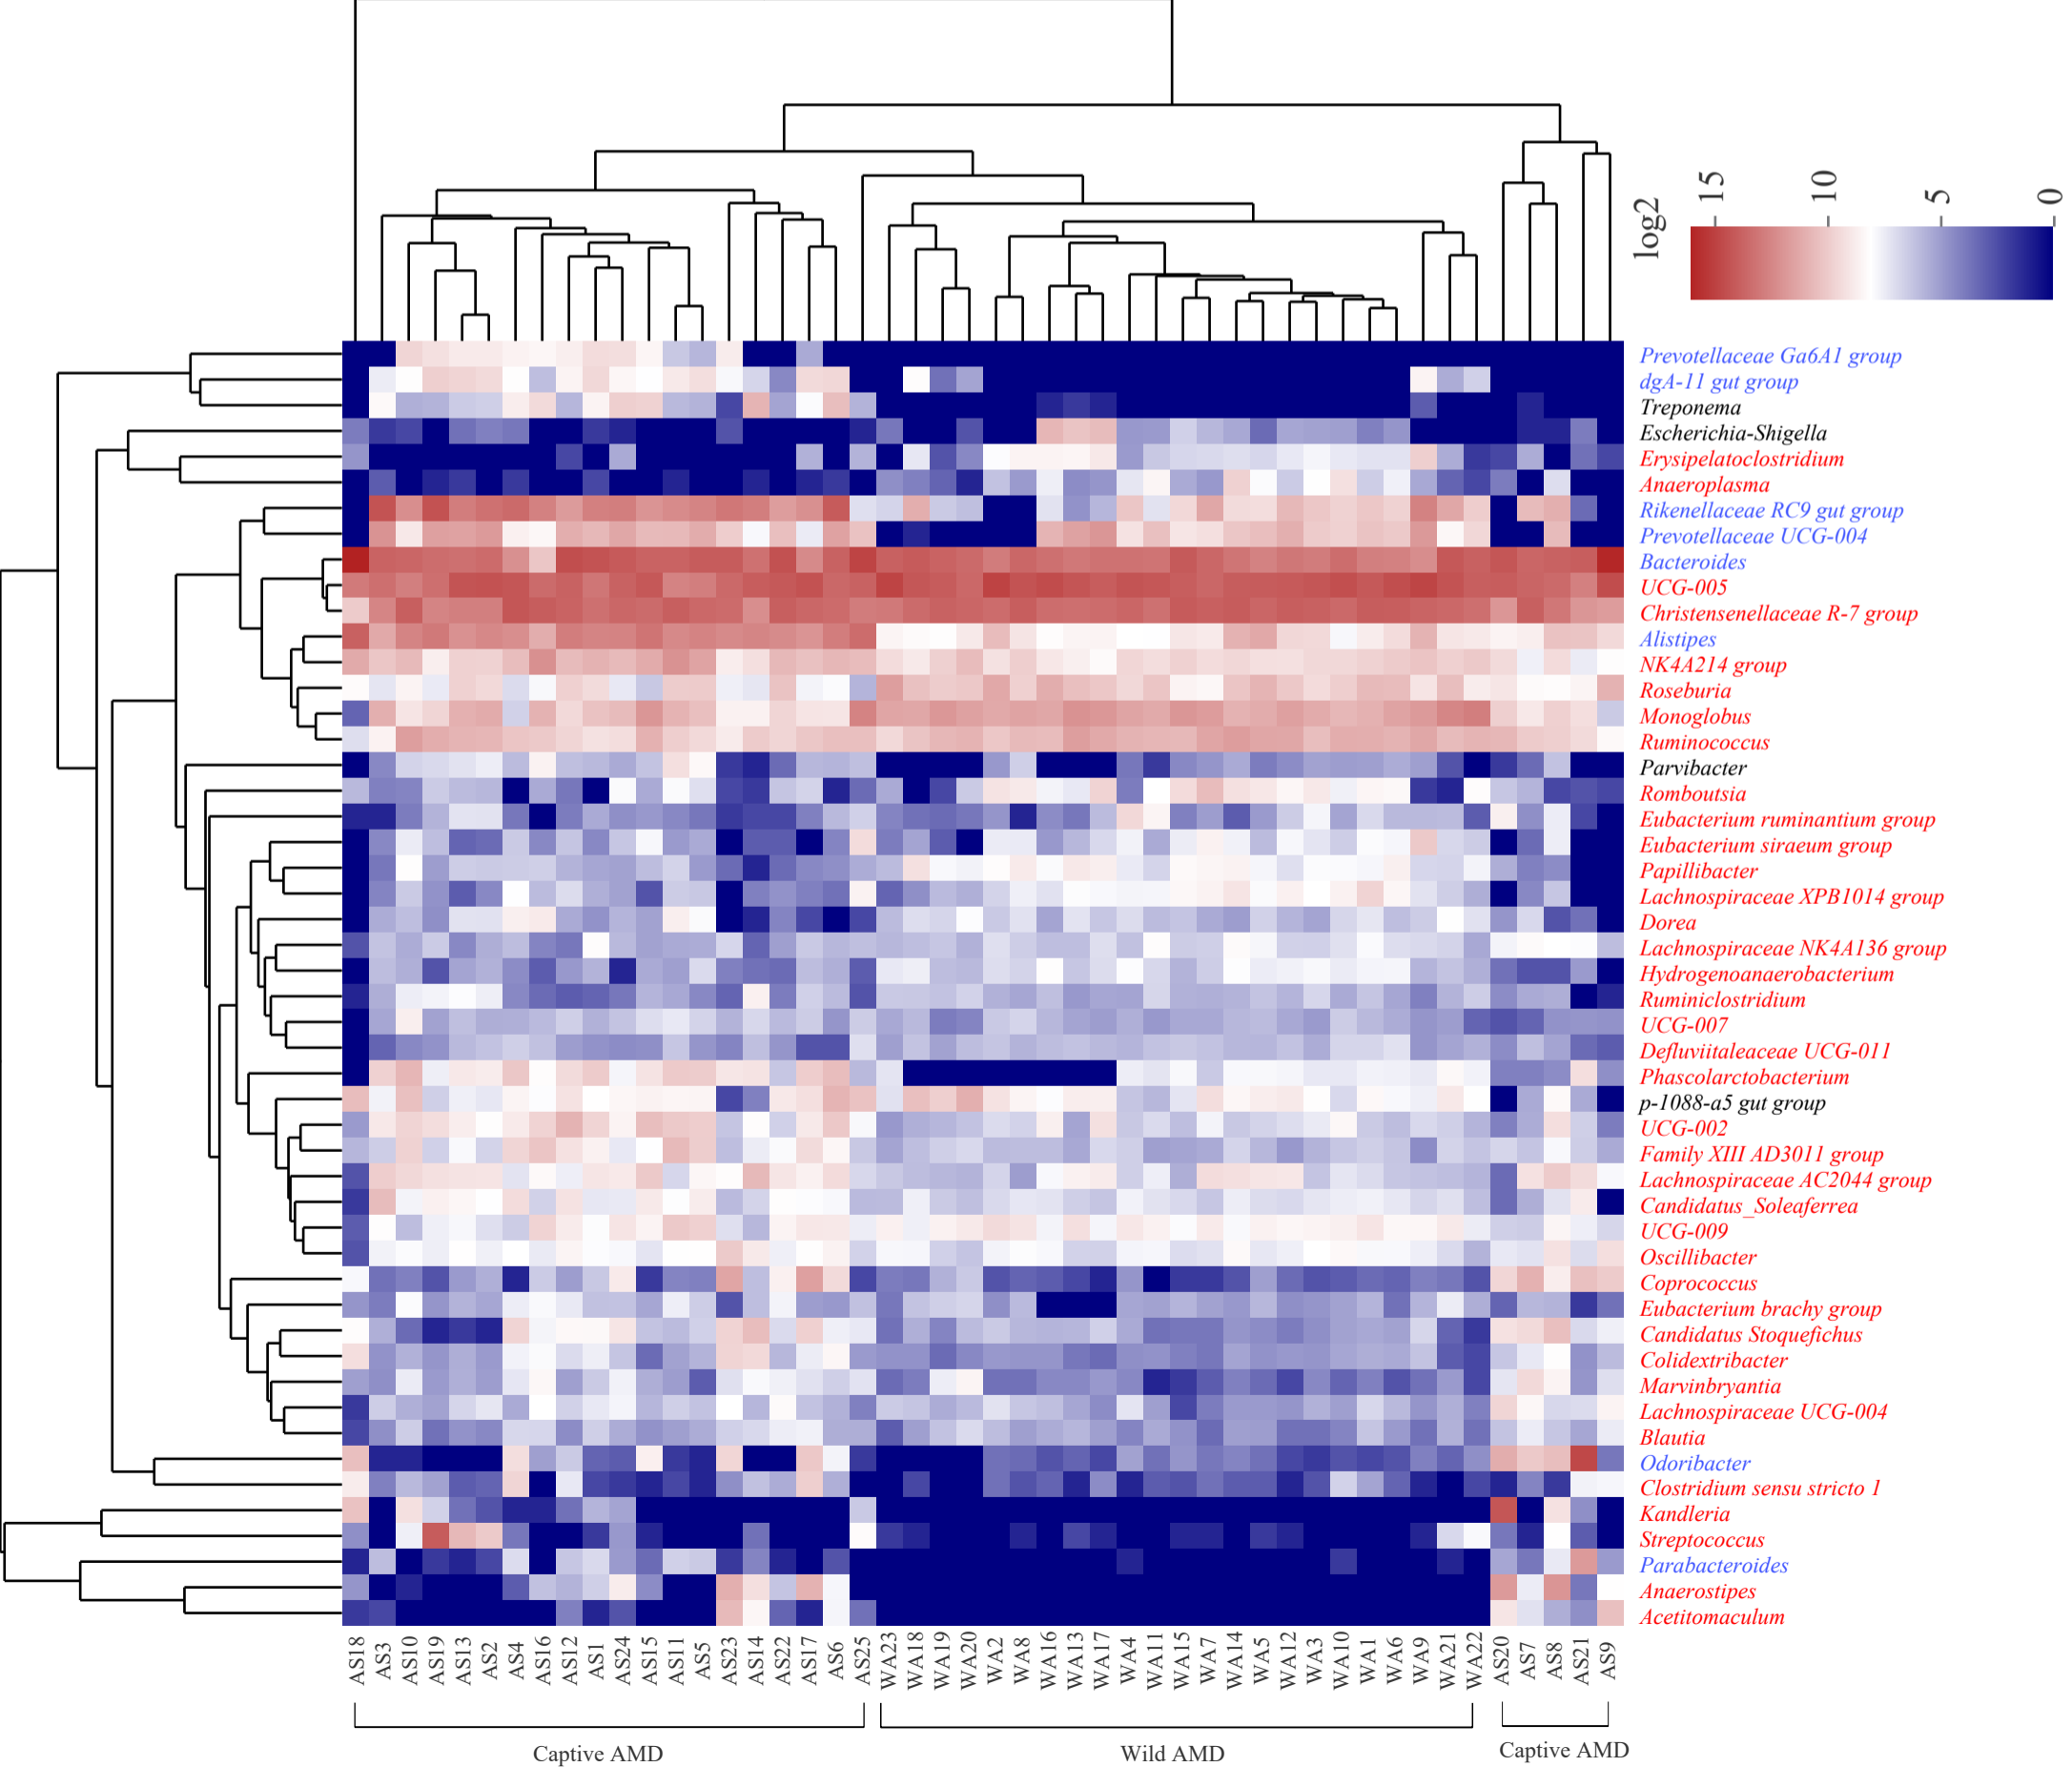 log2
15
10
5
0
Prevotellaceae Ga6A1 group
dgA-11 gut group
Treponema
Escherichia-Shigella
Erysipelatoclostridium
Anaeroplasma
Rikenellaceae RC9 gut group
Prevotellaceae UCG-004
Bacteroides
UCG-005
Christensenellaceae R-7 group
Alistipes
NK4A214 group
Roseburia
Monoglobus
Ruminococcus
Parvibacter
Romboutsia
Eubacterium ruminantium group
Eubacterium siraeum group
Papillibacter
Lachnospiraceae XPB1014 group
Dorea
Lachnospiraceae NK4A136 group
Hydrogenoanaerobacterium
Ruminiclostridium
UCG-007
Defluviitaleaceae UCG-011
Phascolarctobacterium
p-1088-a5 gut group
UCG-002
Family XIII AD3011 group
Lachnospiraceae AC2044 group
Candidatus_Soleaferrea
UCG-009
Oscillibacter
Coprococcus
Eubacterium brachy group
Candidatus Stoquefichus
Colidextribacter
Marvinbryantia
Lachnospiraceae UCG-004
Blautia
Odoribacter
Clostridium sensu stricto 1
Kandleria
Streptococcus
Parabacteroides
Anaerostipes
Acetitomaculum
AS18
AS3
AS10
AS19
AS13
AS2
AS4
AS16
AS12
AS1
AS24
AS15
AS11
AS5
AS23
AS14
AS22
AS17
AS6
AS25
WA23
WA18
WA19
WA20
WA2
WA8
WA16
WA13
WA17
WA4
WA11
WA15
WA7
WA14
WA5
WA12
WA3
WA10
WA1
WA6
WA9
WA21
WA22
AS20
AS7
AS8
AS21
AS9
Captive AMD
Wild AMD
Captive AMD